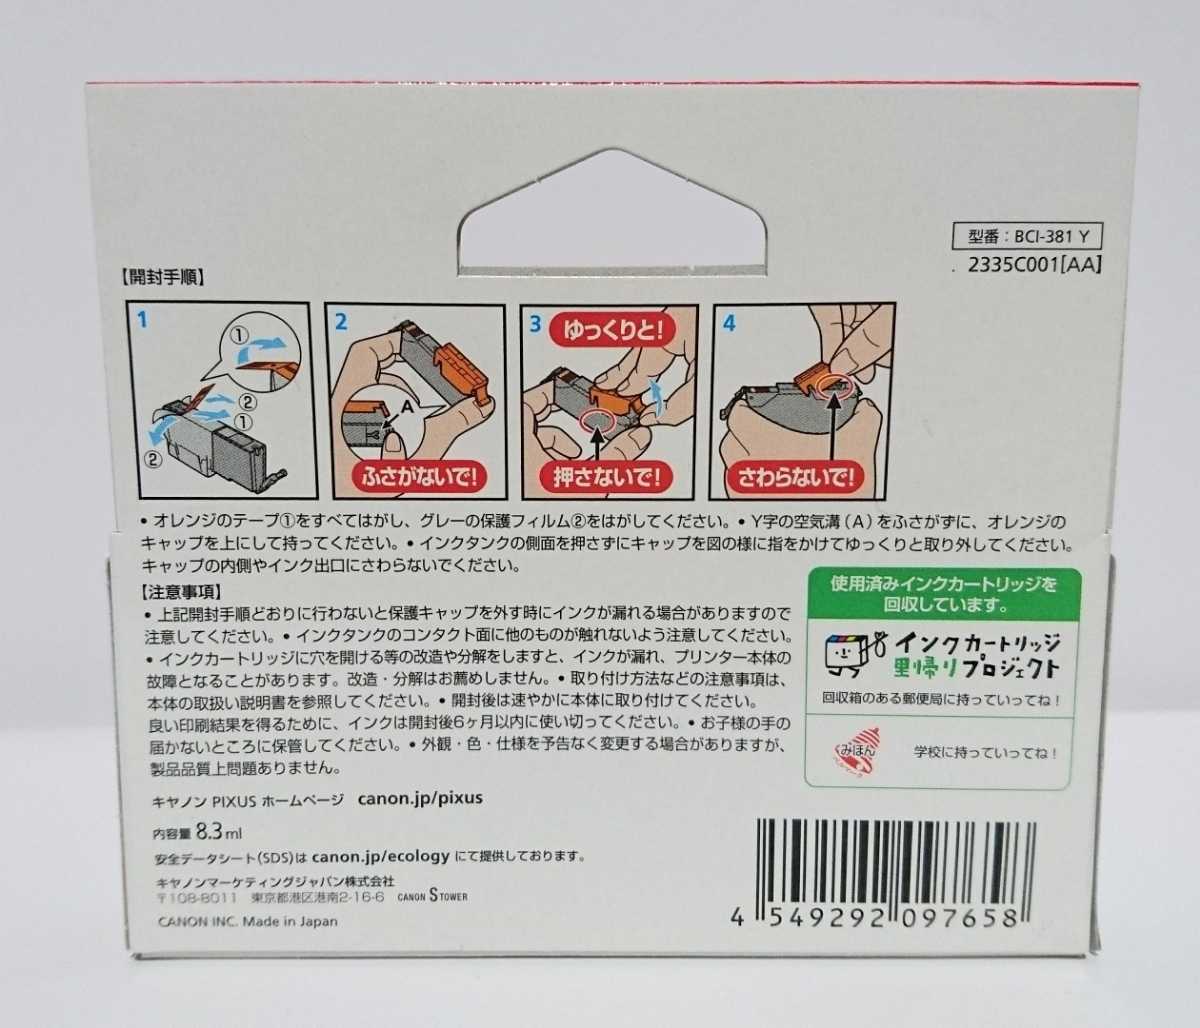 型番：BCI-381 Y
2335C001[AA]
【開封手順】
1
①
②
①
②
2
A
ふさがないで！
3
ゆっくりと！
押さないで！
4
さわらないで！
・オレンジのテープ①をすべてはがし、グレーの保護フィルム②をはがしてください。・Y字の空気溝（A）をふさがずに、オレンジの
キャップを上にして持ってください。・インクタンクの側面を押さずにキャップを図の様に指をかけてゆっくりと取り外してください。
キャップの内側やインク出口にさわらないでください。
【注意事項】
・上記開封手順どおりに行わないと保護キャップを外す時にインクが漏れる場合がありますので
注意してください。・インクタンクのコンタクト面に他のものが触れないよう注意してください。
・インクカートリッジに穴を開ける等の改造や分解をしますと、インクが漏れ、プリンター本体の
故障となることがあります。改造・分解はお薦めしません。・取り付け方法などの注意事項は、
本体の取扱い説明書を参照してください。・開封後は速やかに本体に取り付けてください。
良い印刷結果を得るために、インクは開封後6ヶ月以内に使い切ってください。・お子様の手の
届かないところに保管してください。・外観・色・仕様を予告なく変更する場合がありますが、
製品品質上問題ありません。
使用済みインクカートリッジを
回収しています。
インクカートリッジ
里帰りプロジェクト
回収箱のある郵便局に持っていってね！
みほん
ベルマーク
学校に持っていってね！
キヤノン PIXUS ホームページ canon.jp/pixus
内容量 8.3ml
安全データシート(SDS)は canon.jp/ecology にて提供しております。
キヤノンマーケティングジャパン株式会社
〒108-8011 東京都港区港南2-16-6 CANON S TOWER
CANON INC. Made in Japan
4 549292 097658